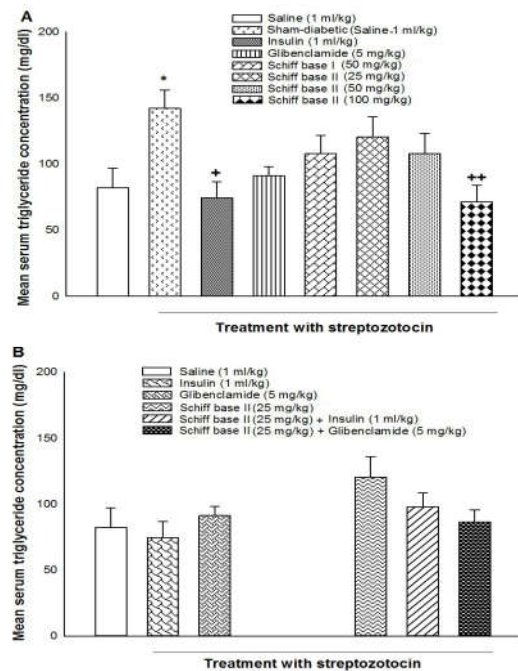 A
Saline (1 ml/kg)
Sham-diabetic (Saline-1 ml/kg)
Insulin (1 ml/kg)
Glibenclamide (5 mg/kg)
Schiff base I (50 mg/kg)
Schiff base II (25 mg/kg)
Schiff base II (50 mg/kg)
Schiff base II (100 mg/kg)
Mean serum triglyceride concentration (mg/dl)
200
150
100
50
0
*
+
++
Treatment with streptozotocin
B
Saline (1 ml/kg)
Insulin (1 ml/kg)
Glibenclamide (5 mg/kg)
Schiff base II (25 mg/kg)
Schiff base II (25 mg/kg) + Insulin (1 ml/kg)
Schiff base II (25 mg/kg) + Glibenclamide (5 mg/kg)
Mean serum triglyceride concentration (mg/dl)
200
150
100
50
0
Treatment with streptozotocin